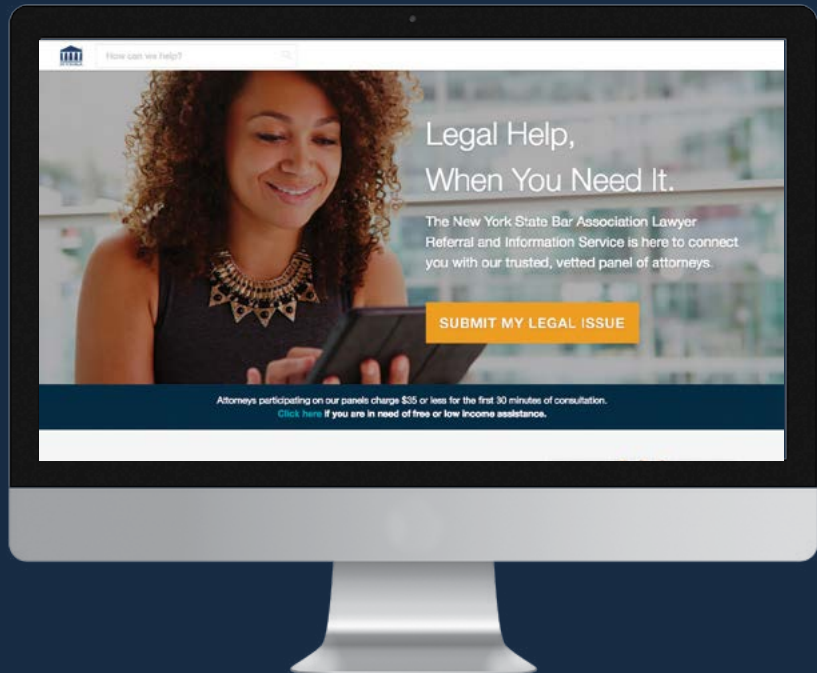 How can we help?
Legal Help,
When You Need It.
The New York State Bar Association Lawyer
Referral and Information Service is here to connect
you with our trusted, vetted panel of attorneys.
SUBMIT MY LEGAL ISSUE
Attorneys participating on our panels charge $35 or less for the first 30 minutes of consultation.
Click here if you are in need of free or low income assistance.